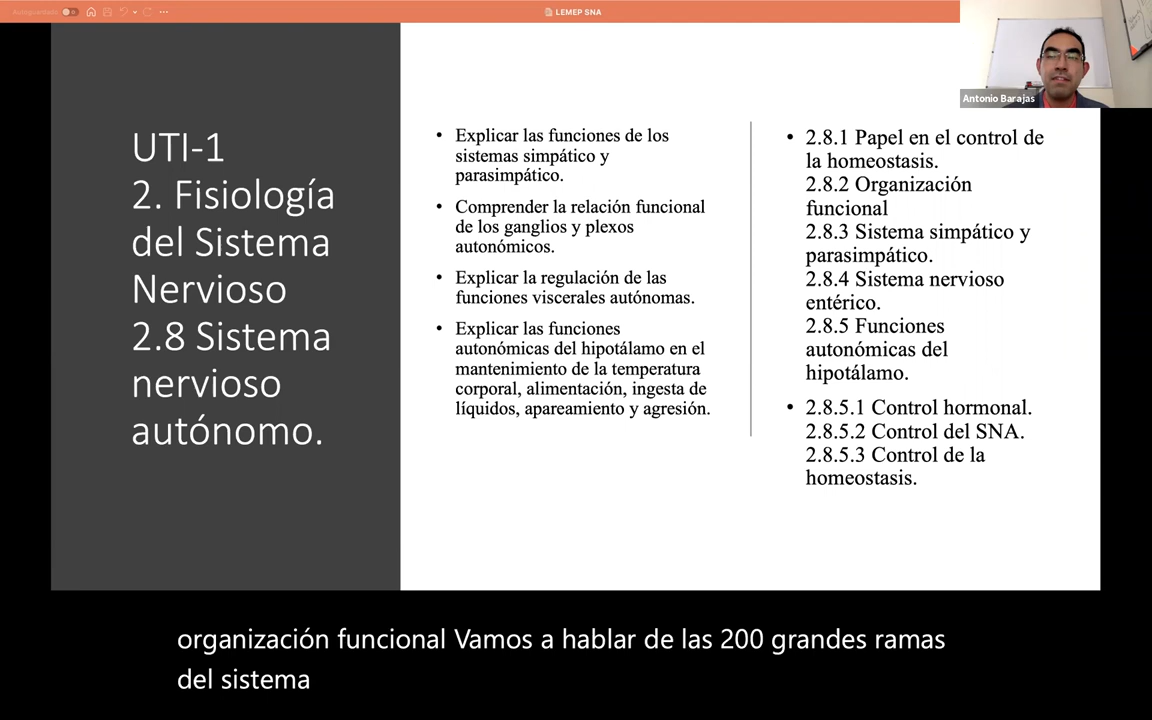 Autoguardado
LEMEP SNA
Antonio Barajas
UTI-1
2. Fisiología
del Sistema
Nervioso
2.8 Sistema
nervioso
autónomo.
• Explicar las funciones de los
sistemas simpático y
parasimpático.
• Comprender la relación funcional
de los ganglios y plexos
autonómicos.
• Explicar la regulación de las
funciones viscerales autónomas.
• Explicar las funciones
autonómicas del hipotálamo en el
mantenimiento de la temperatura
corporal, alimentación, ingesta de
líquidos, apareamiento y agresión.
• 2.8.1 Papel en el control de
la homeostasis.
2.8.2 Organización
funcional
2.8.3 Sistema simpático y
parasimpático.
2.8.4 Sistema nervioso
entérico.
2.8.5 Funciones
autonómicas del
hipotálamo.
• 2.8.5.1 Control hormonal.
2.8.5.2 Control del SNA.
2.8.5.3 Control de la
homeostasis.
organización funcional Vamos a hablar de las 200 grandes ramas
del sistema